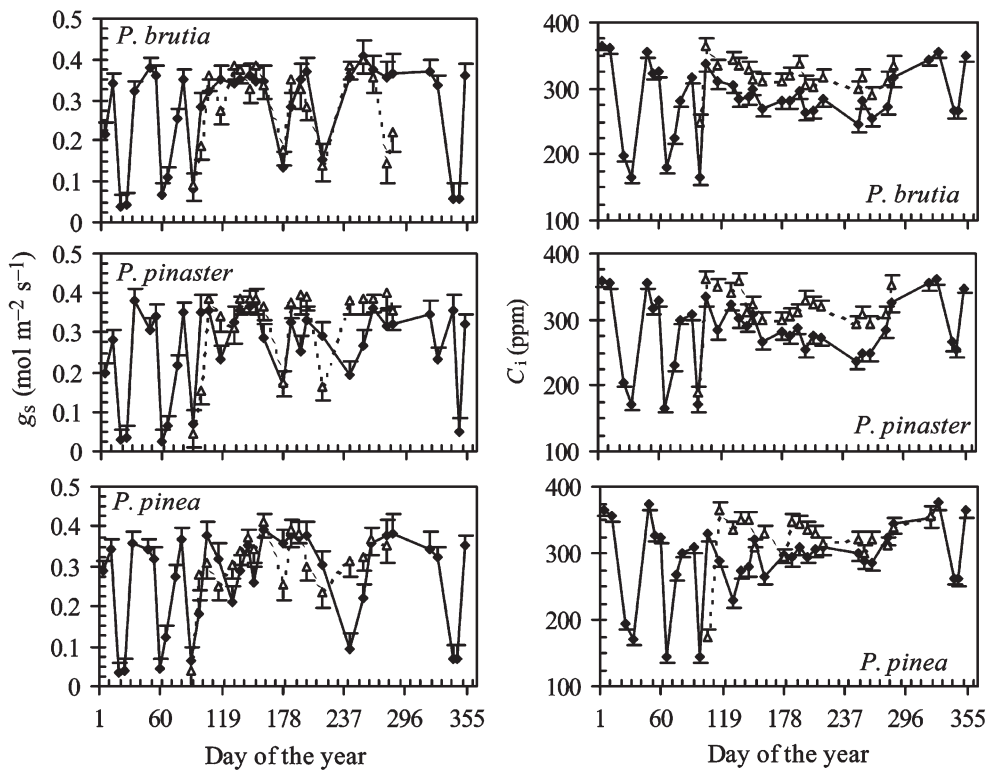 0.5
0.4
0.3
0.2
0.1
0
P. brutia
400
300
200
100
P. brutia
0.5
0.4
0.3
0.2
0.1
0
P. pinaster
400
300
200
100
P. pinaster
gs (mol m⁻² s⁻¹)
Ci (ppm)
0.5
0.4
0.3
0.2
0.1
0
P. pinea
400
300
200
100
P. pinea
1 60 119 178 237 296 355
1 60 119 178 237 296 355
Day of the year
Day of the year